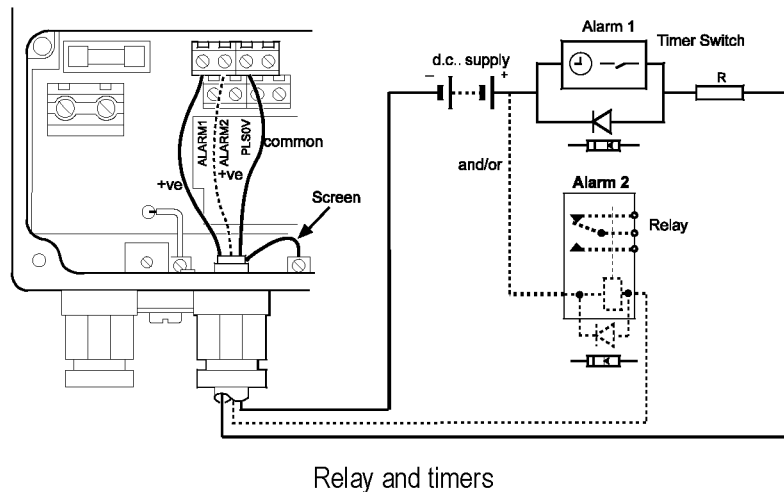 Alarm 1
Timer Switch
d.c.. supply
–
+
R
ALARM1
ALARM2
PLS0V
common
+ve
+ve
and/or
Screen
Alarm 2
Relay
Relay and timers